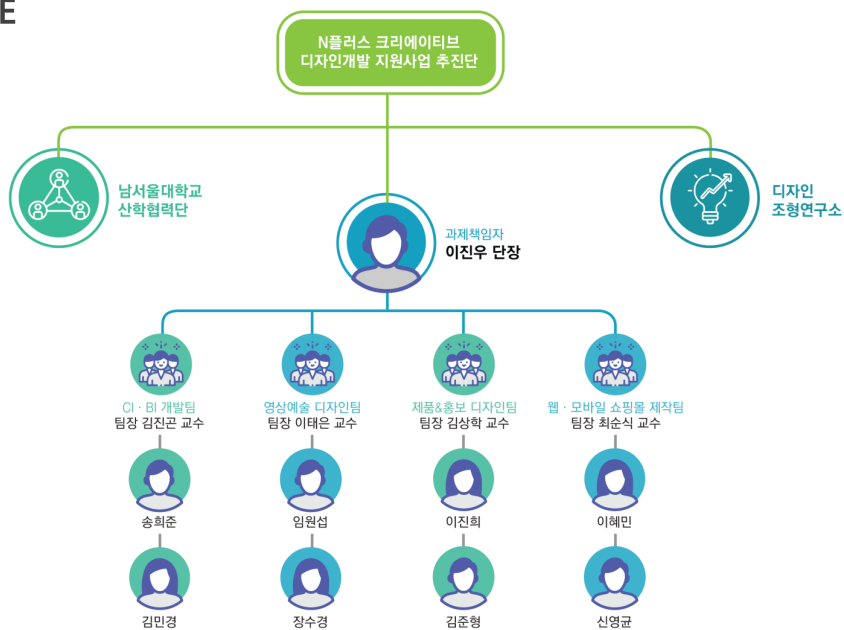 E
N플러스 크리에이티브
디자인개발 지원사업 추진단
남서울대학교
산학협력단
디자인
조형연구소
과제책임자
이진우 단장
CI · BI 개발팀
팀장 김진곤 교수
영상예술 디자인팀
팀장 이태은 교수
제품&홍보 디자인팀
팀장 김상학 교수
웹 · 모바일 쇼핑몰 제작팀
팀장 최순식 교수
송희준
임원섭
이진희
이혜민
김민경
장수경
김준형
신영균